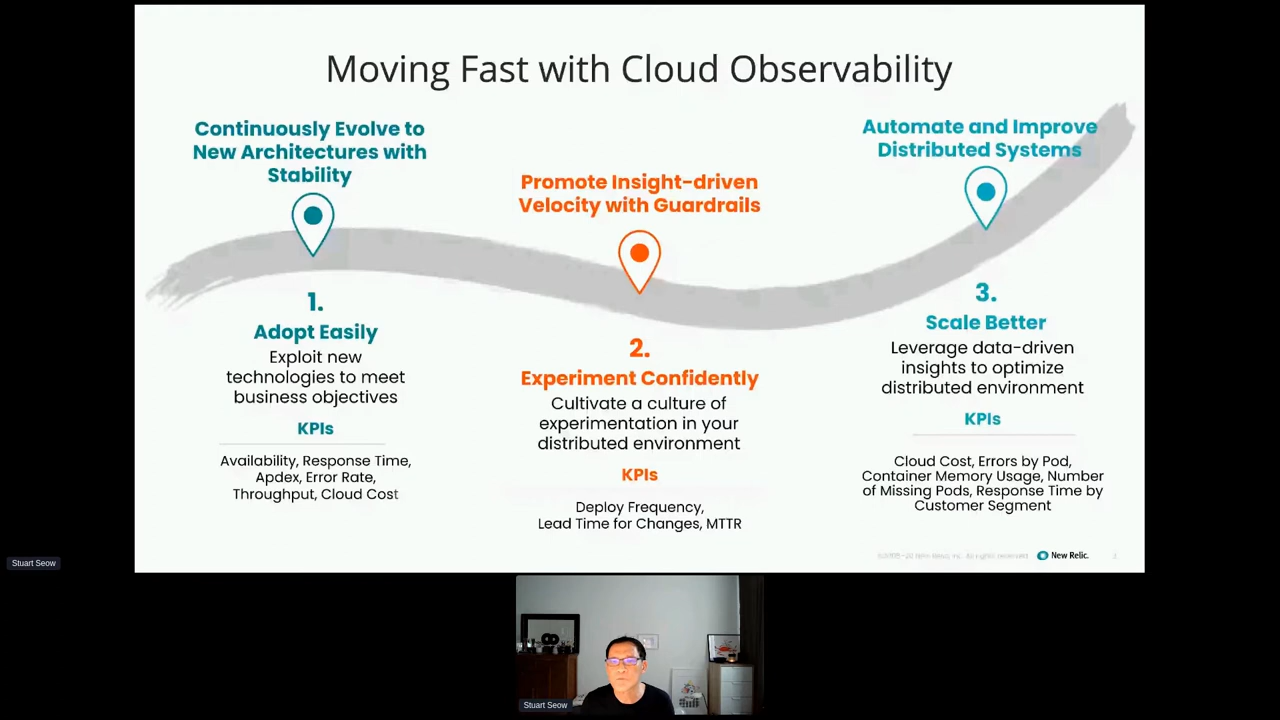 Moving Fast with Cloud Observability
Continuously Evolve to
New Architectures with
Stability
1.
Adopt Easily
Exploit new
technologies to meet
business objectives
KPIs
Availability, Response Time,
Apdex, Error Rate,
Throughput, Cloud Cost
Promote Insight-driven
Velocity with Guardrails
2.
Experiment Confidently
Cultivate a culture of
experimentation in your
distributed environment
KPIs
Deploy Frequency,
Lead Time for Changes, MTTR
Automate and Improve
Distributed Systems
3.
Scale Better
Leverage data-driven
insights to optimize
distributed environment
KPIs
Cloud Cost, Errors by Pod,
Container Memory Usage, Number
of Missing Pods, Response Time by
Customer Segment
New Relic.
Stuart Seow
Stuart Seow